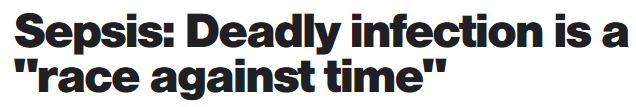 Sepsis: Deadly infection is a
"race against time"